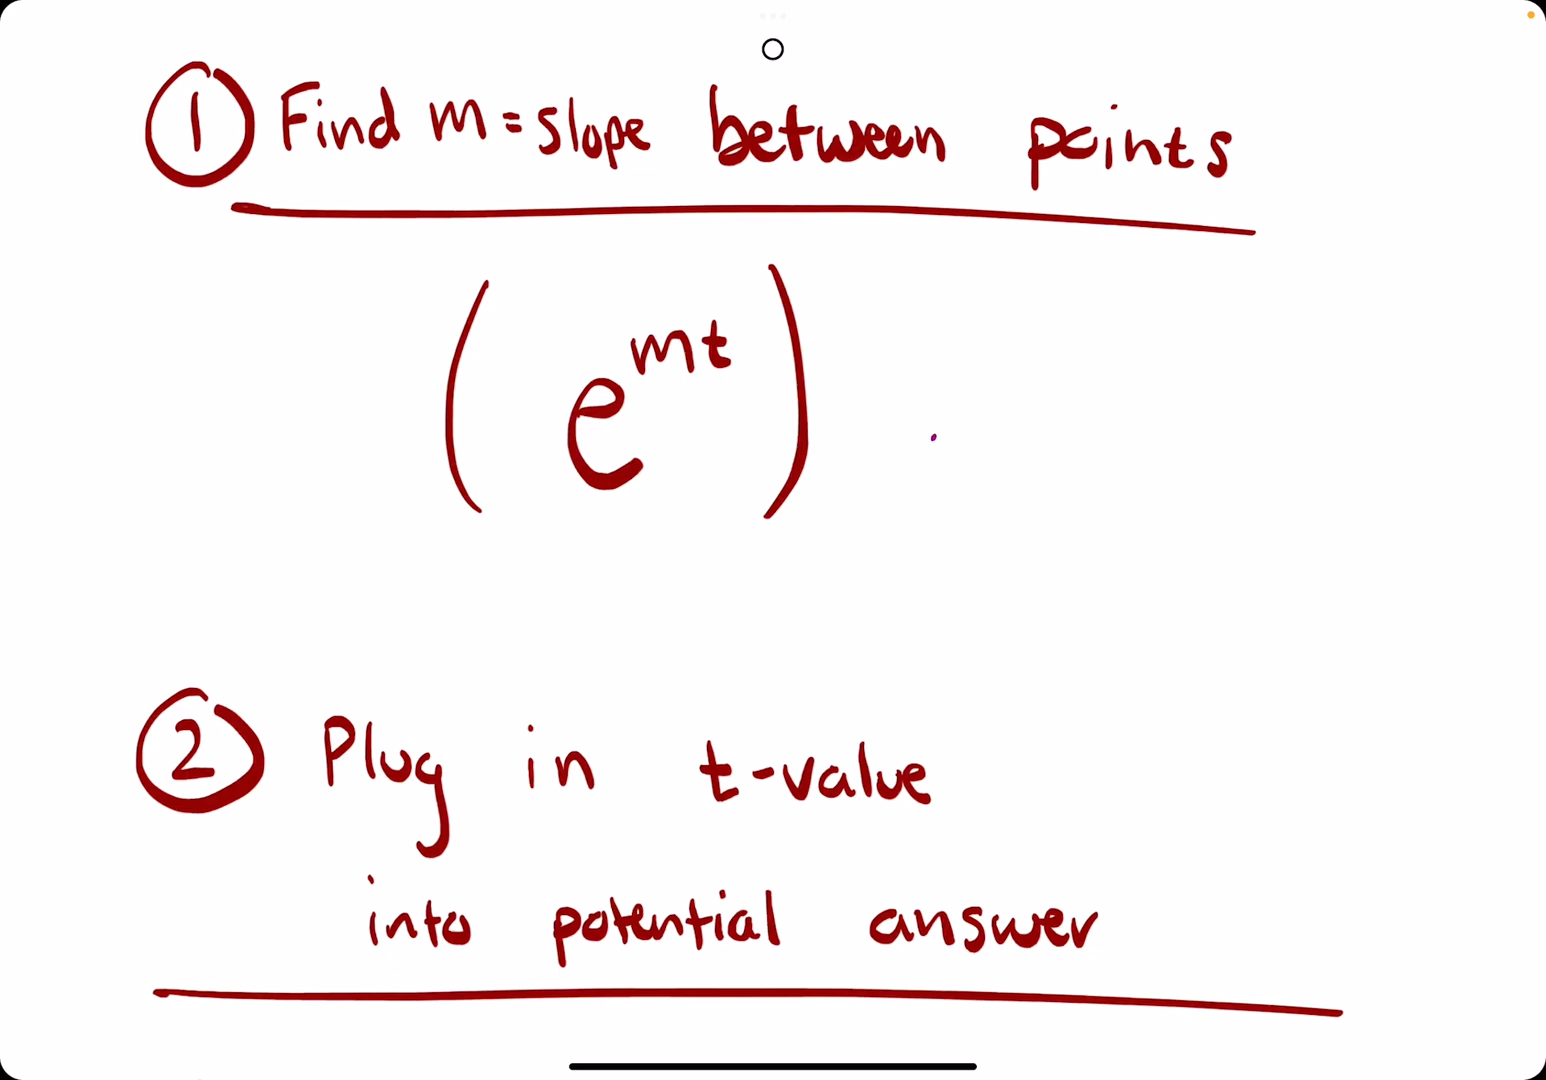 ① Find m = slope between points
(e^{mt})
② Plug in t-value
into potential answer